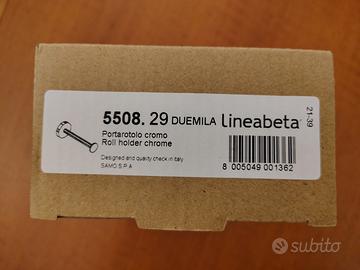 5508. 29 DUEMILA lineabeta
Portarotolo cromo
Roll holder chrome
Designed and quality check in Italy
SAMO S.P.A
8 005049 001362
21-39
subito